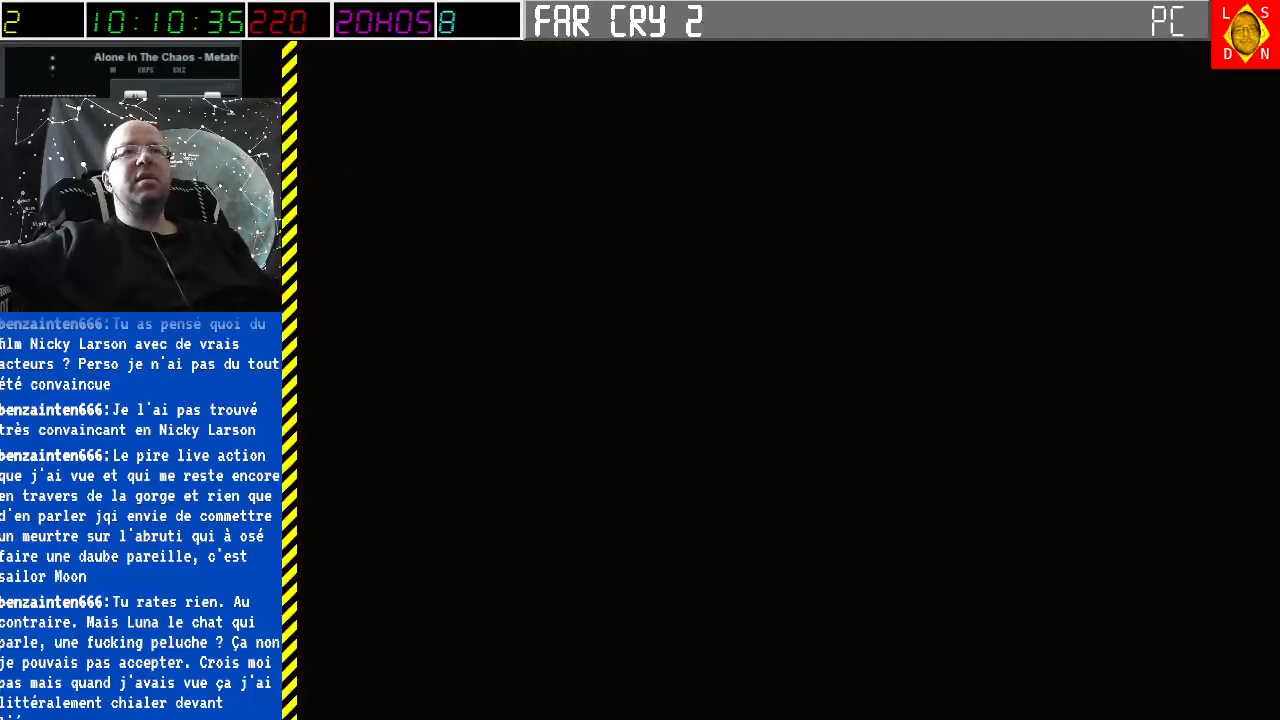 2 10:10:35 220 20H05 8 FAR CRY 2 PC
L S
D N
Alone In The Chaos - Metatr
benzainten666:Tu as pensé quoi du
film Nicky Larson avec de vrais
acteurs ? Perso je n'ai pas du tout
été convaincue
benzainten666:Je l'ai pas trouvé
très convaincant en Nicky Larson
benzainten666:Le pire live action
que j'ai vue et qui me reste encore
en travers de la gorge et rien que
d'en parler jqi envie de commettre
un meurtre sur l'abruti qui à osé
faire une daube pareille, c'est
sailor Moon
benzainten666:Tu rates rien. Au
contraire. Mais Luna le chat qui
parle, une fucking peluche ? Ça non
je pouvais pas accepter. Crois moi
pas mais quand j'avais vue ça j'ai
littéralement chialer devant